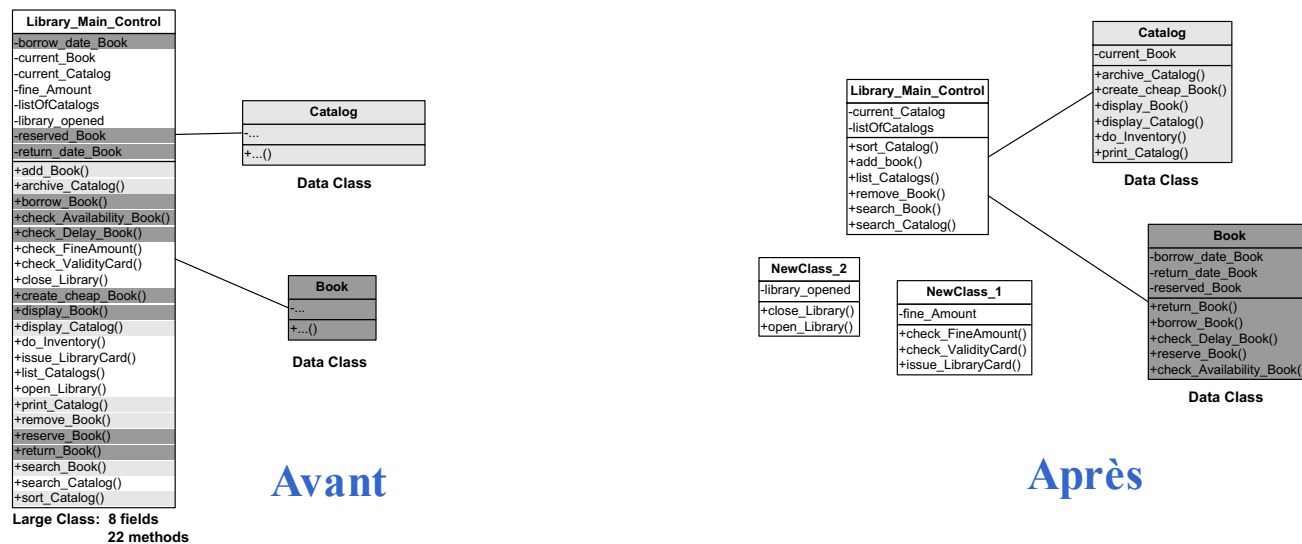 Library_Main_Control
-borrow_date_Book
-current_Book
-current_Catalog
-fine_Amount
-listOfCatalogs
-library_opened
-reserved_Book
-return_date_Book
+add_Book()
+archive_Catalog()
+borrow_Book()
+check_Availability_Book()
+check_Delay_Book()
+check_FineAmount()
+check_ValidityCard()
+close_Library()
+create_cheap_Book()
+display_Book()
+display_Catalog()
+do_Inventory()
+issue_LibraryCard()
+list_Catalogs()
+open_Library()
+print_Catalog()
+remove_Book()
+reserve_Book()
+return_Book()
+search_Book()
+search_Catalog()
+sort_Catalog()
Large Class: 8 fields
22 methods
Catalog
-...
+...()
Data Class
Book
-...
+...()
Data Class
Avant
Library_Main_Control
-current_Catalog
-listOfCatalogs
+sort_Catalog()
+add_book()
+list_Catalogs()
+remove_Book()
+search_Book()
+search_Catalog()
Catalog
-current_Book
+archive_Catalog()
+create_cheap_Book()
+display_Book()
+display_Catalog()
+do_Inventory()
+print_Catalog()
Data Class
NewClass_2
-library_opened
+close_Library()
+open_Library()
NewClass_1
-fine_Amount
+check_FineAmount()
+check_ValidityCard()
+issue_LibraryCard()
Book
-borrow_date_Book
-return_date_Book
-reserved_Book
+return_Book()
+borrow_Book()
+check_Delay_Book()
+reserve_Book()
+check_Availability_Book(
Data Class
Après